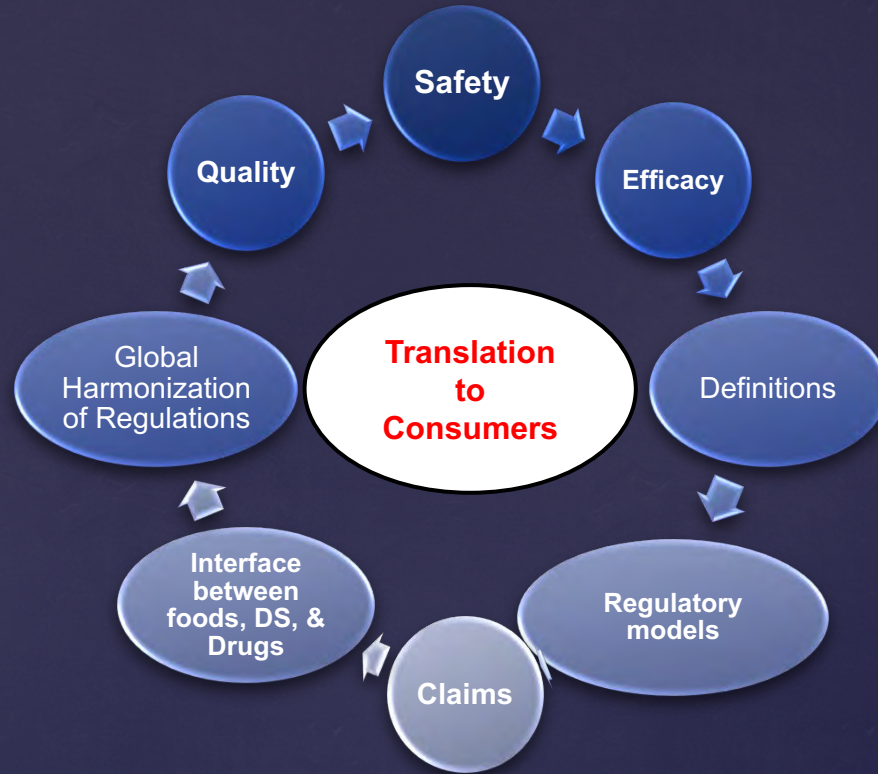 Safety
Efficacy
Definitions
Regulatory
models
Claims
Interface
between
foods, DS, &
Drugs
Global
Harmonization
of Regulations
Quality
Translation
to
Consumers